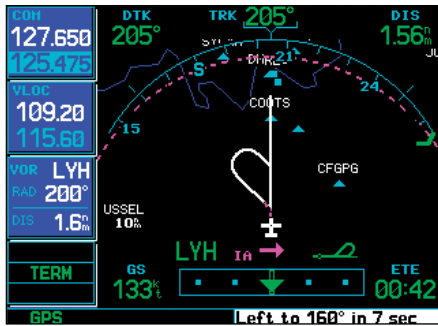 COM
127.650
125.475
VLOC
109.20
115.60
VOR LYH
RAD 200°
DIS 1.6nm
TERM
GPS
DTK
205°
TRK 205°
DIS
1.56nm
S
21
24
15
COOTS
CFGPG
USSEL
10nm
LYH IA
GS
133kt
ETE
00:42
Left to 160° in 7 sec